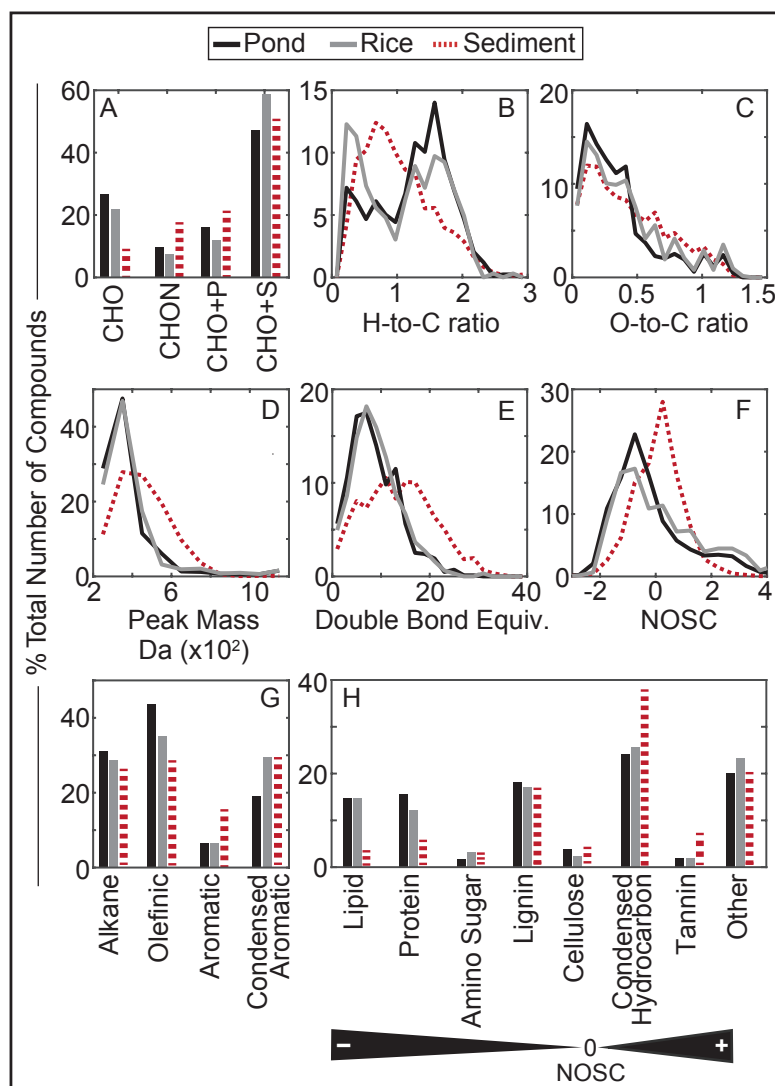 Pond Rice Sediment
% Total Number of Compounds
A
60
40
20
0
CHO
CHON
CHO+P
CHO+S
B
15
10
5
0
0 1 2 3
H-to-C ratio
C
20
10
0
0 0.5 1 1.5
O-to-C ratio
D
40
20
0
2 6 10
Peak Mass
Da (x10²)
E
20
10
0
0 20 40
Double Bond Equiv.
F
30
20
10
0
-2 0 2 4
NOSC
G
40
20
0
Alkane
Olefinic
Aromatic
Condensed
Aromatic
H
40
20
0
Lipid
Protein
Amino Sugar
Lignin
Cellulose
Condensed
Hydrocarbon
Tannin
Other
− 0 +
NOSC